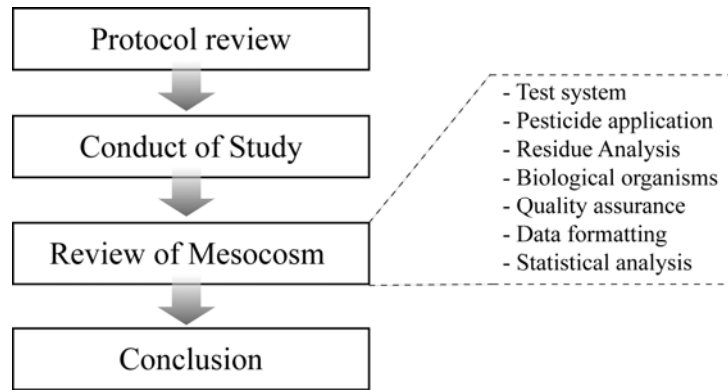 Protocol review
Conduct of Study
Review of Mesocosm
Conclusion
- Test system
- Pesticide application
- Residue Analysis
- Biological organisms
- Quality assurance
- Data formatting
- Statistical analysis